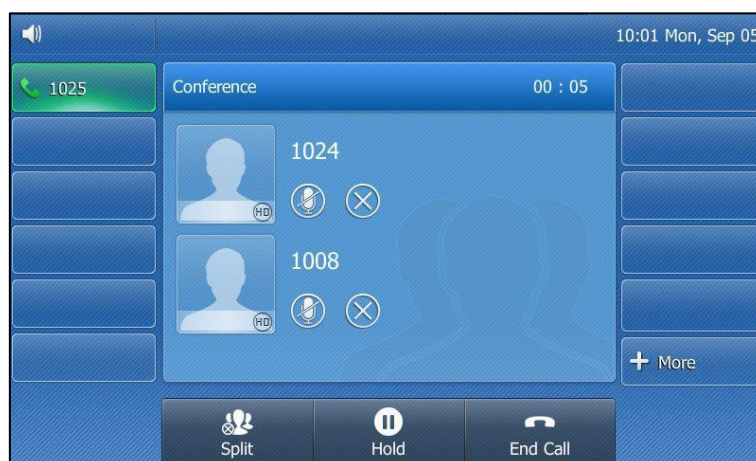 10:01 Mon, Sep 05
1025
Conference 00 : 05
1024
HD
1008
HD
More
Split Hold End Call